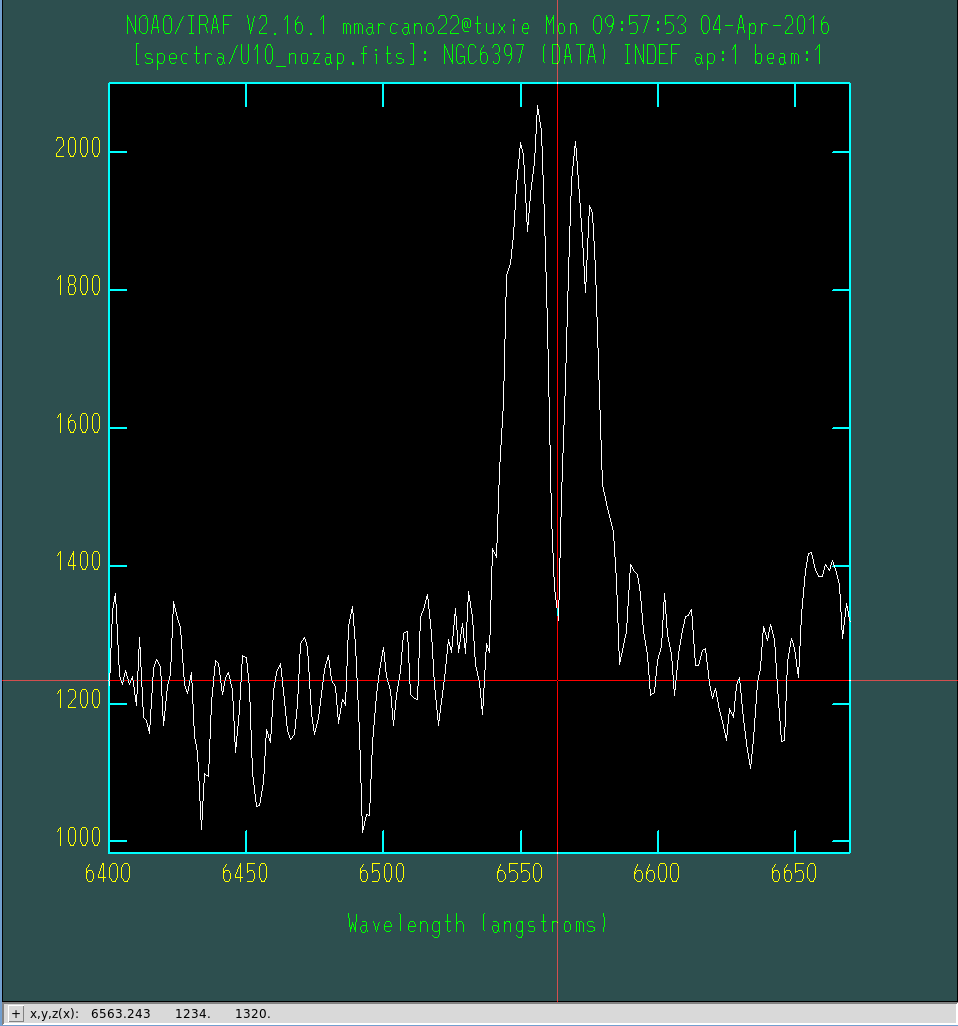 NOAO/IRAF V2.16.1 mmarcano22@tuxie Mon 09:57:53 04-Apr-2016
[spectra/U10_nozap.fits]: NGC6397 (DATA) INDEF ap:1 beam:1
2000
1800
1600
1400
1200
1000
6400 6450 6500 6550 6600 6650
Wavelength (angstroms)
+ x,y,z(x): 6563.243 1234. 1320.